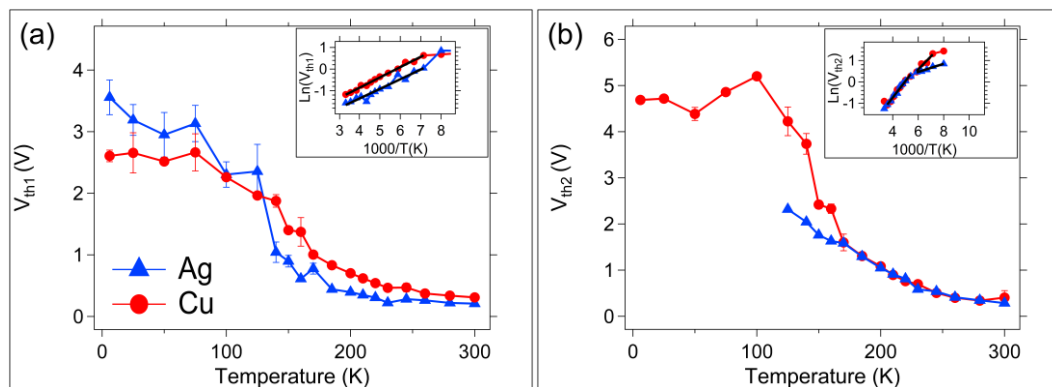 (a)
V_th1 (V)
4
3
2
1
0
0
100
200
300
Temperature (K)
Ag
Cu
Ln(V_th1)
1
0
-1
3 4 5 6 7 8
1000/T(K)
(b)
V_th2 (V)
6
5
4
3
2
1
0
0
100
200
300
Temperature (K)
Ln(V_th2)
1
0
-1
4 6 8 10
1000/T(K)